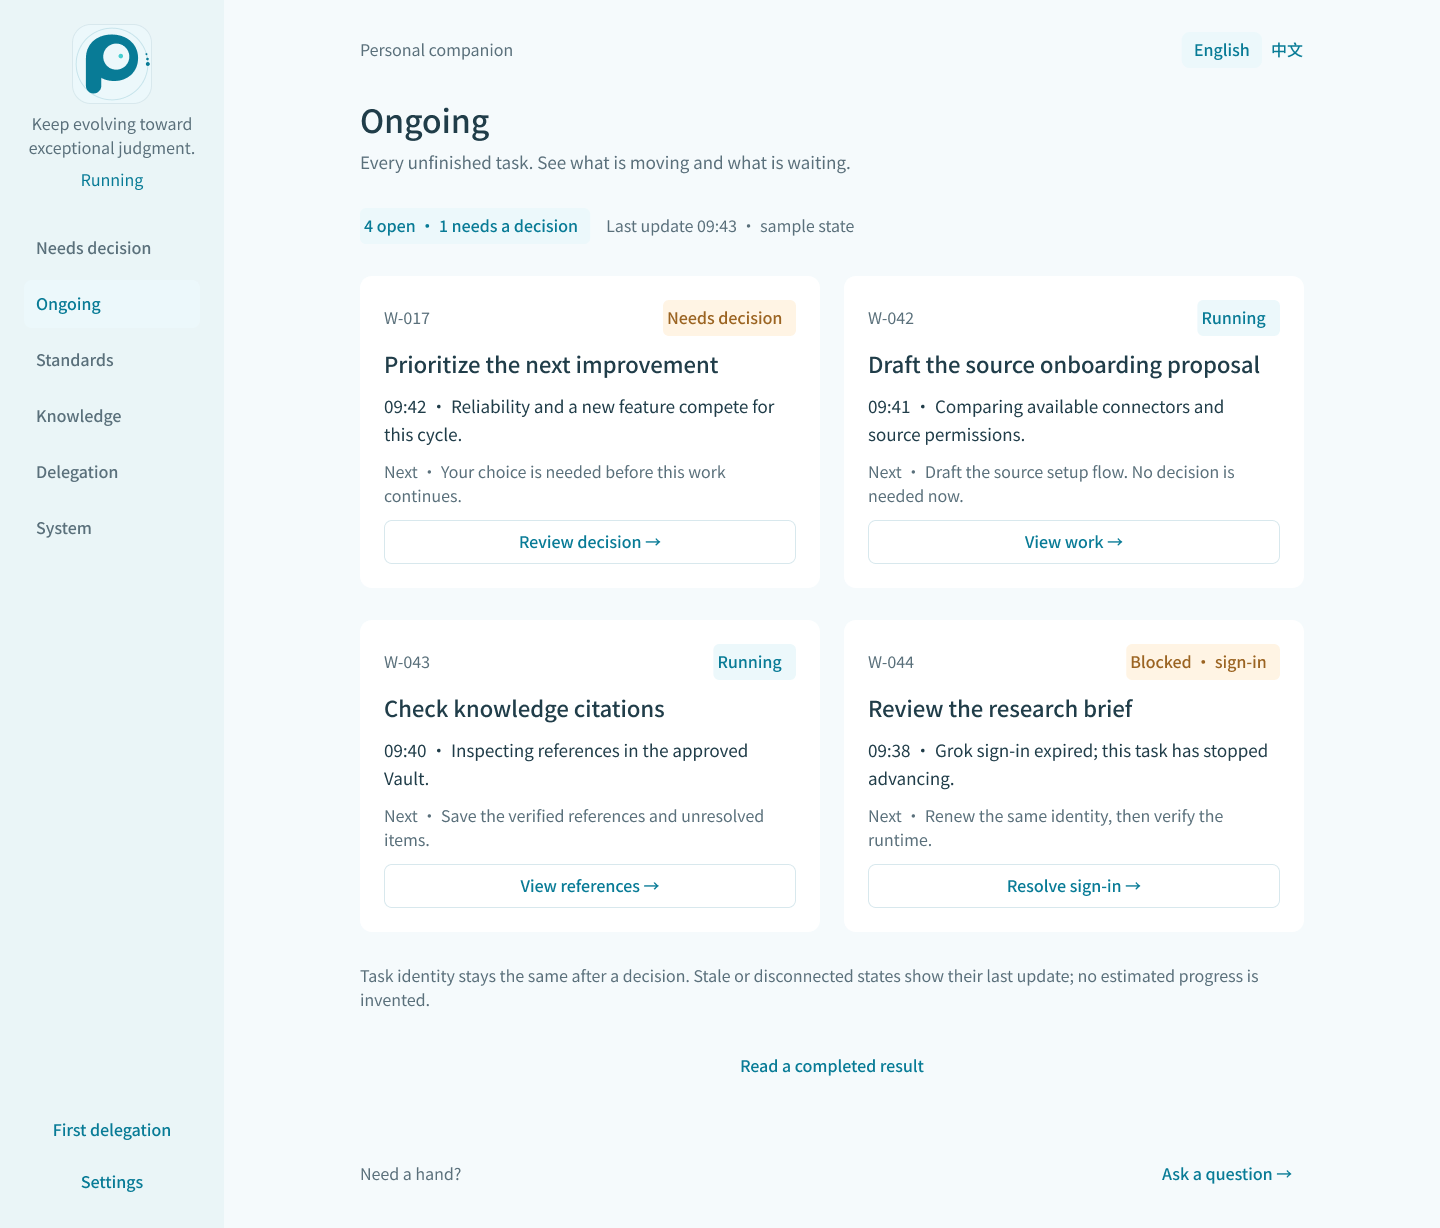 Keep evolving toward
exceptional judgment.
Running
Needs decision
Ongoing
Standards
Knowledge
Delegation
System
First delegation
Settings
Personal companion
English 中文
Ongoing
Every unfinished task. See what is moving and what is waiting.
4 open • 1 needs a decision Last update 09:43 • sample state
W-017 Needs decision
Prioritize the next improvement
09:42 • Reliability and a new feature compete for
this cycle.
Next • Your choice is needed before this work
continues.
Review decision →
W-042 Running
Draft the source onboarding proposal
09:41 • Comparing available connectors and
source permissions.
Next • Draft the source setup flow. No decision is
needed now.
View work →
W-043 Running
Check knowledge citations
09:40 • Inspecting references in the approved
Vault.
Next • Save the verified references and unresolved
items.
View references →
W-044 Blocked • sign-in
Review the research brief
09:38 • Grok sign-in expired; this task has stopped
advancing.
Next • Renew the same identity, then verify the
runtime.
Resolve sign-in →
Task identity stays the same after a decision. Stale or disconnected states show their last update; no estimated progress is
invented.
Read a completed result
Need a hand? Ask a question →